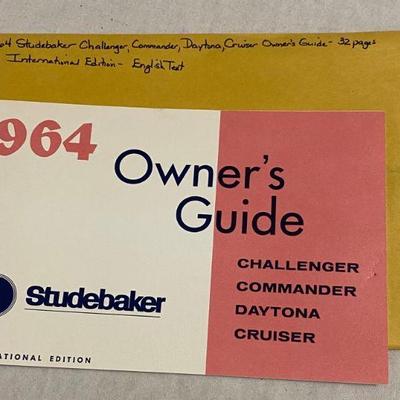 64 Studebaker Challenger, Commander, Daytona, Cruiser Owner's Guide - 32 pages
International Edition - English Text
964
Owner's
Guide
CHALLENGER
COMMANDER
DAYTONA
CRUISER
Studebaker
ATIONAL EDITION